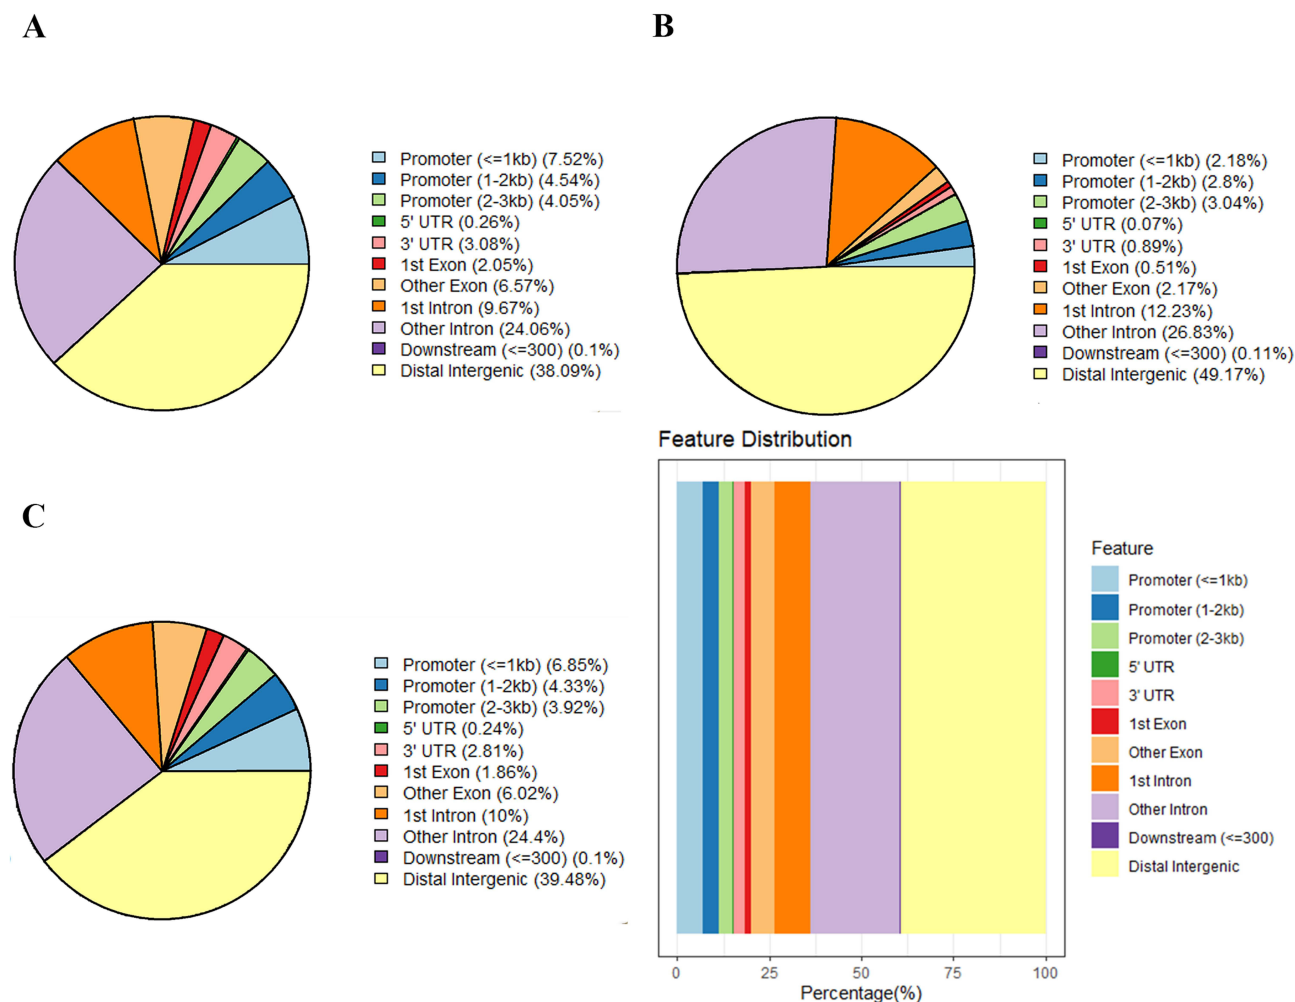 A
Promoter (<=1kb) (7.52%)
Promoter (1-2kb) (4.54%)
Promoter (2-3kb) (4.05%)
5' UTR (0.26%)
3' UTR (3.08%)
1st Exon (2.05%)
Other Exon (6.57%)
1st Intron (9.67%)
Other Intron (24.06%)
Downstream (<=300) (0.1%)
Distal Intergenic (38.09%)
B
Promoter (<=1kb) (2.18%)
Promoter (1-2kb) (2.8%)
Promoter (2-3kb) (3.04%)
5' UTR (0.07%)
3' UTR (0.89%)
1st Exon (0.51%)
Other Exon (2.17%)
1st Intron (12.23%)
Other Intron (26.83%)
Downstream (<=300) (0.11%)
Distal Intergenic (49.17%)
C
Promoter (<=1kb) (6.85%)
Promoter (1-2kb) (4.33%)
Promoter (2-3kb) (3.92%)
5' UTR (0.24%)
3' UTR (2.81%)
1st Exon (1.86%)
Other Exon (6.02%)
1st Intron (10%)
Other Intron (24.4%)
Downstream (<=300) (0.1%)
Distal Intergenic (39.48%)
Feature Distribution
Feature
Promoter (<=1kb)
Promoter (1-2kb)
Promoter (2-3kb)
5' UTR
3' UTR
1st Exon
Other Exon
1st Intron
Other Intron
Downstream (<=300)
Distal Intergenic
0 25 50 75 100
Percentage(%)